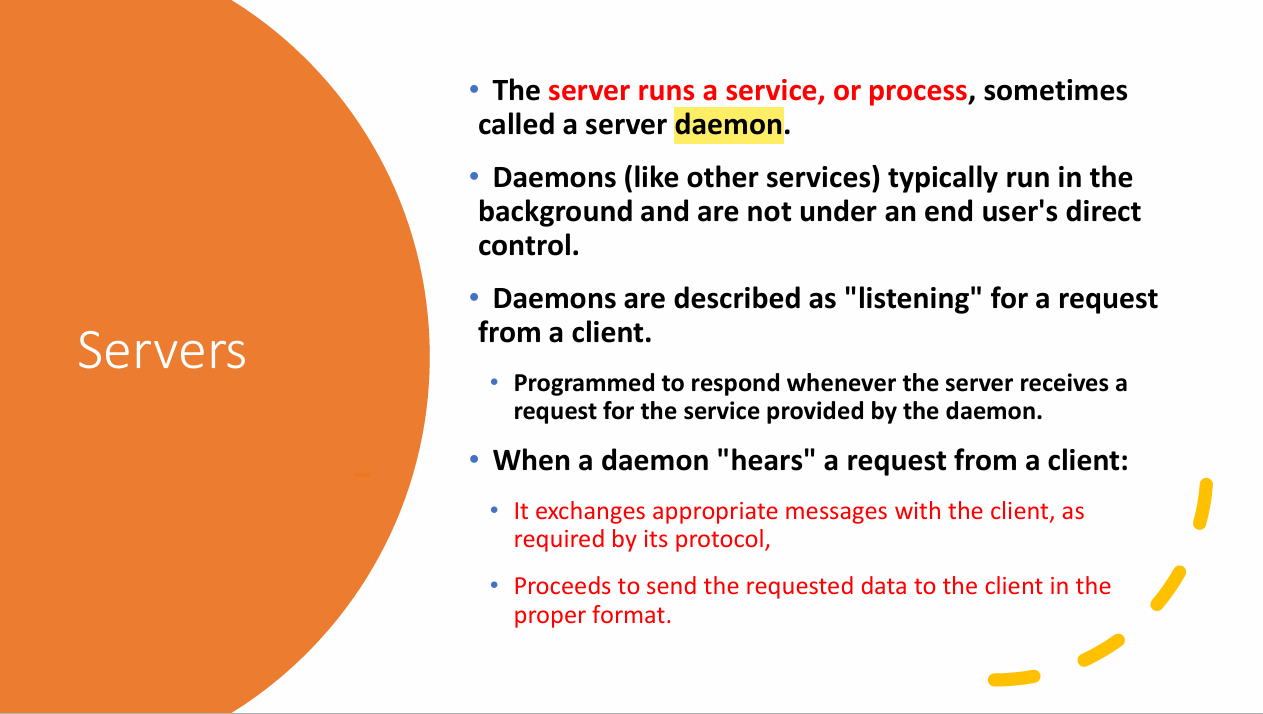 Servers
• The server runs a service, or process, sometimes
called a server daemon.
• Daemons (like other services) typically run in the
background and are not under an end user's direct
control.
• Daemons are described as "listening" for a request
from a client.
• Programmed to respond whenever the server receives a
request for the service provided by the daemon.
• When a daemon "hears" a request from a client:
• It exchanges appropriate messages with the client, as
required by its protocol,
• Proceeds to send the requested data to the client in the
proper format.